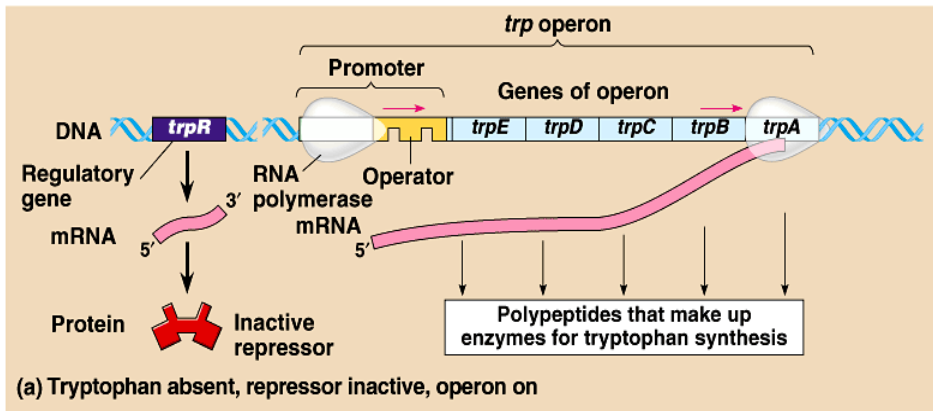 trp operon
Promoter
Genes of operon
DNA
trpR
trpE
trpD
trpC
trpB
trpA
Regulatory
gene
RNA
polymerase
Operator
mRNA
3′
5′
mRNA
5′
Protein
Inactive
repressor
Polypeptides that make up
enzymes for tryptophan synthesis
(a) Tryptophan absent, repressor inactive, operon on